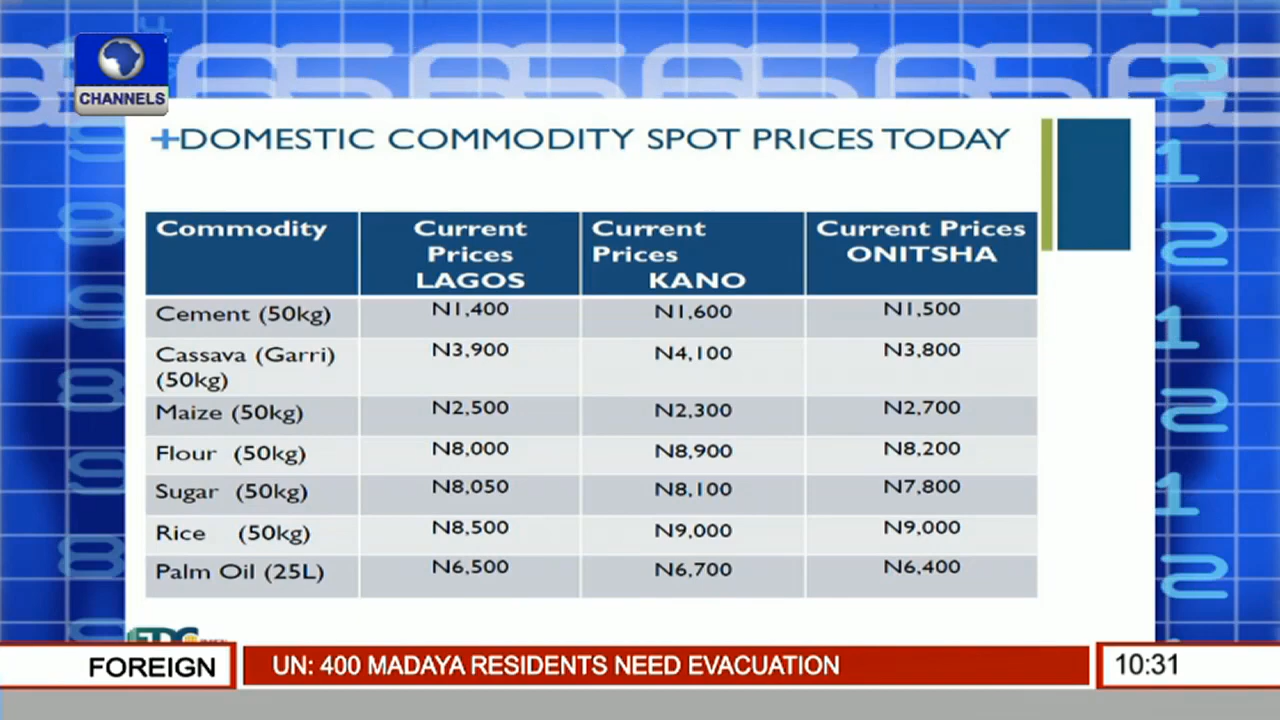 CHANNELS
+DOMESTIC COMMODITY SPOT PRICES TODAY
Commodity
Current
Prices
LAGOS
Current
Prices
KANO
Current Prices
ONITSHA
Cement (50kg) N1,400 N1,600 N1,500
Cassava (Garri)
(50kg) N3,900 N4,100 N3,800
Maize (50kg) N2,500 N2,300 N2,700
Flour (50kg) N8,000 N8,900 N8,200
Sugar (50kg) N8,050 N8,100 N7,800
Rice (50kg) N8,500 N9,000 N9,000
Palm Oil (25L) N6,500 N6,700 N6,400
FOREIGN
UN: 400 MADAYA RESIDENTS NEED EVACUATION
10:31